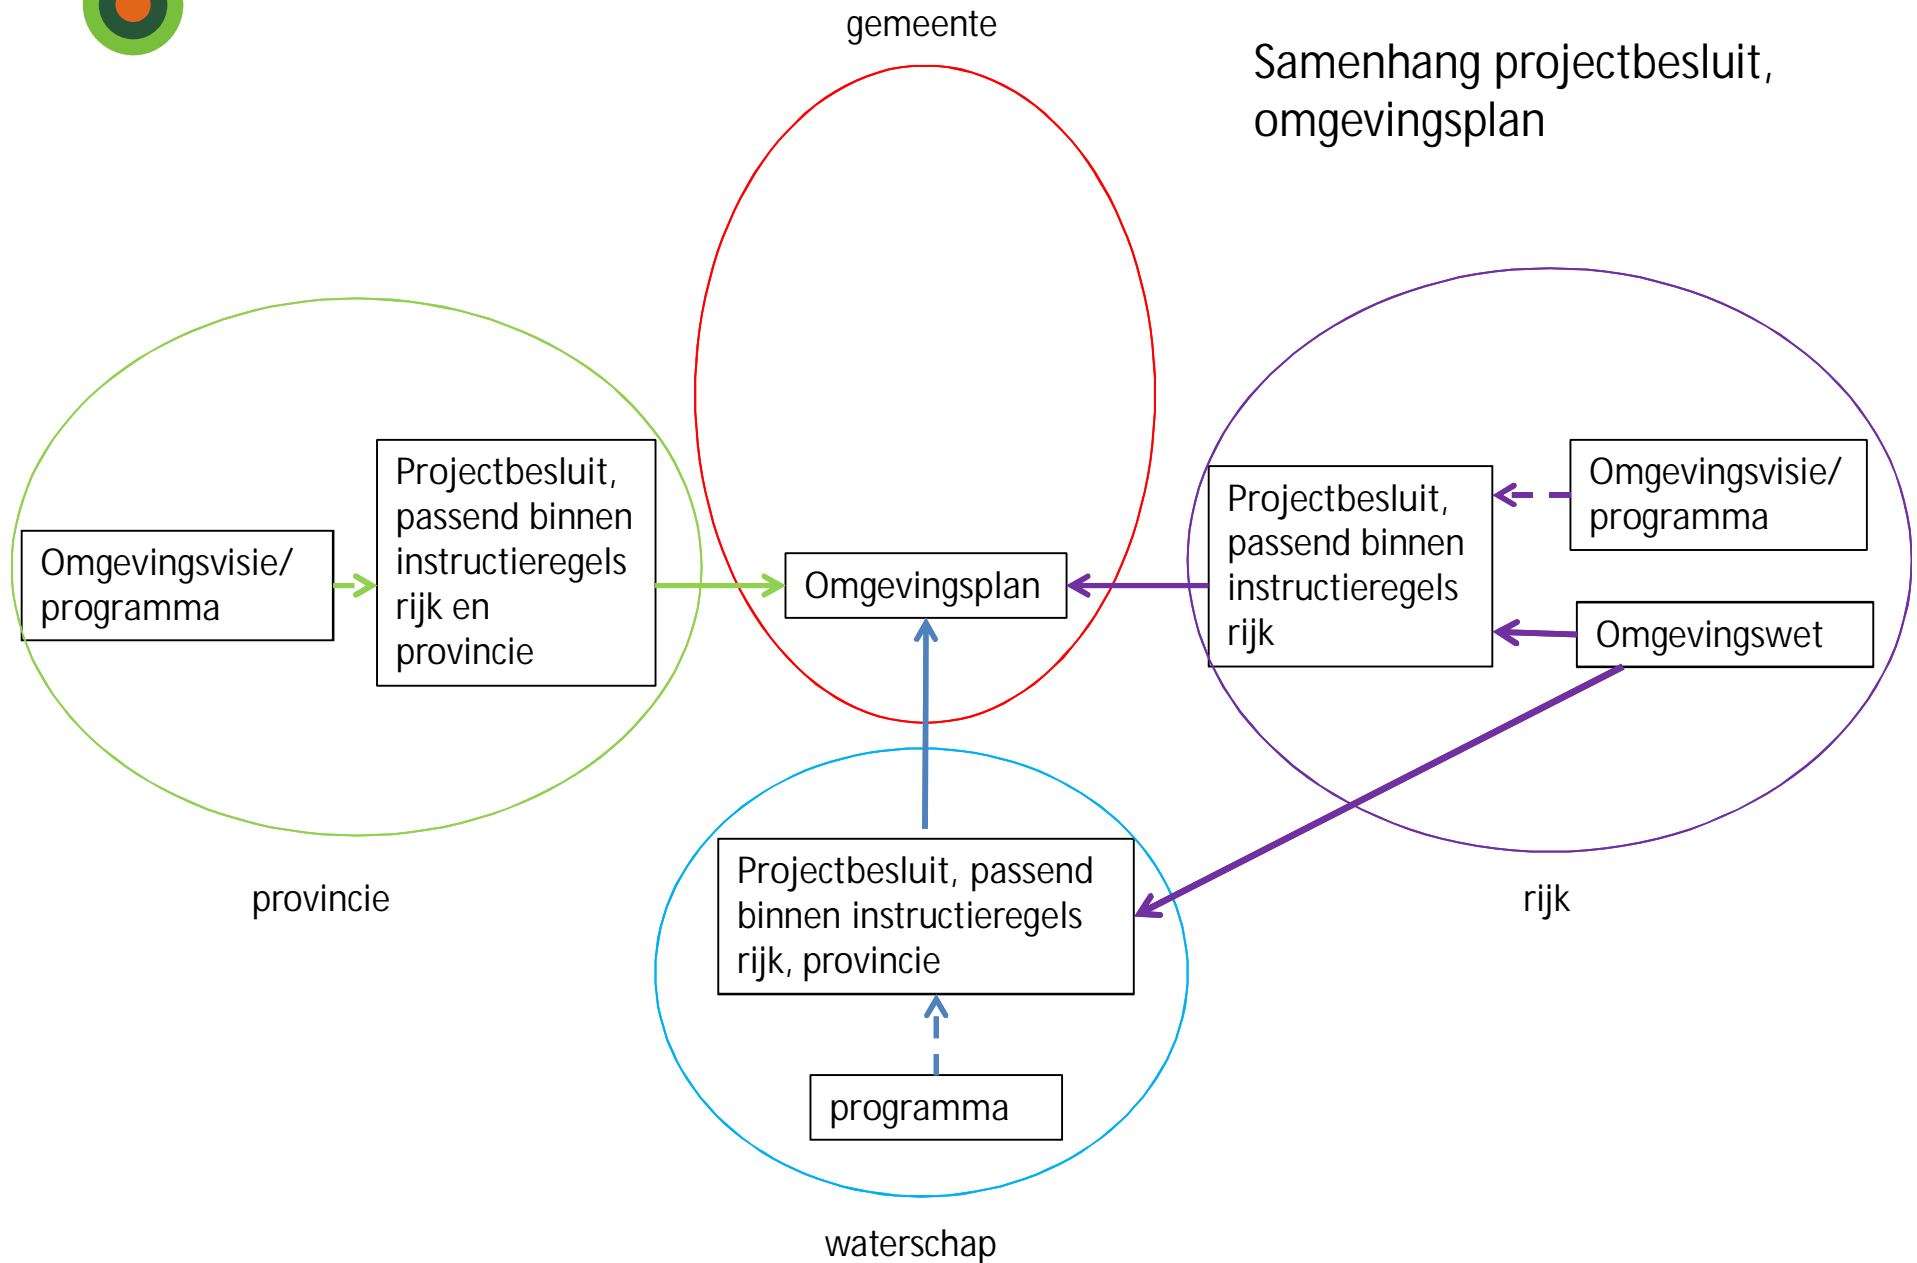 gemeente
Samenhang projectbesluit,
omgevingsplan
Omgevingsvisie/
programma
Projectbesluit,
passend binnen
instructieregels
rijk en
provincie
Omgevingsplan
Projectbesluit,
passend binnen
instructieregels
rijk
Omgevingsvisie/
programma
Omgevingswet
provincie
Projectbesluit, passend
binnen instructieregels
rijk, provincie
rijk
programma
waterschap